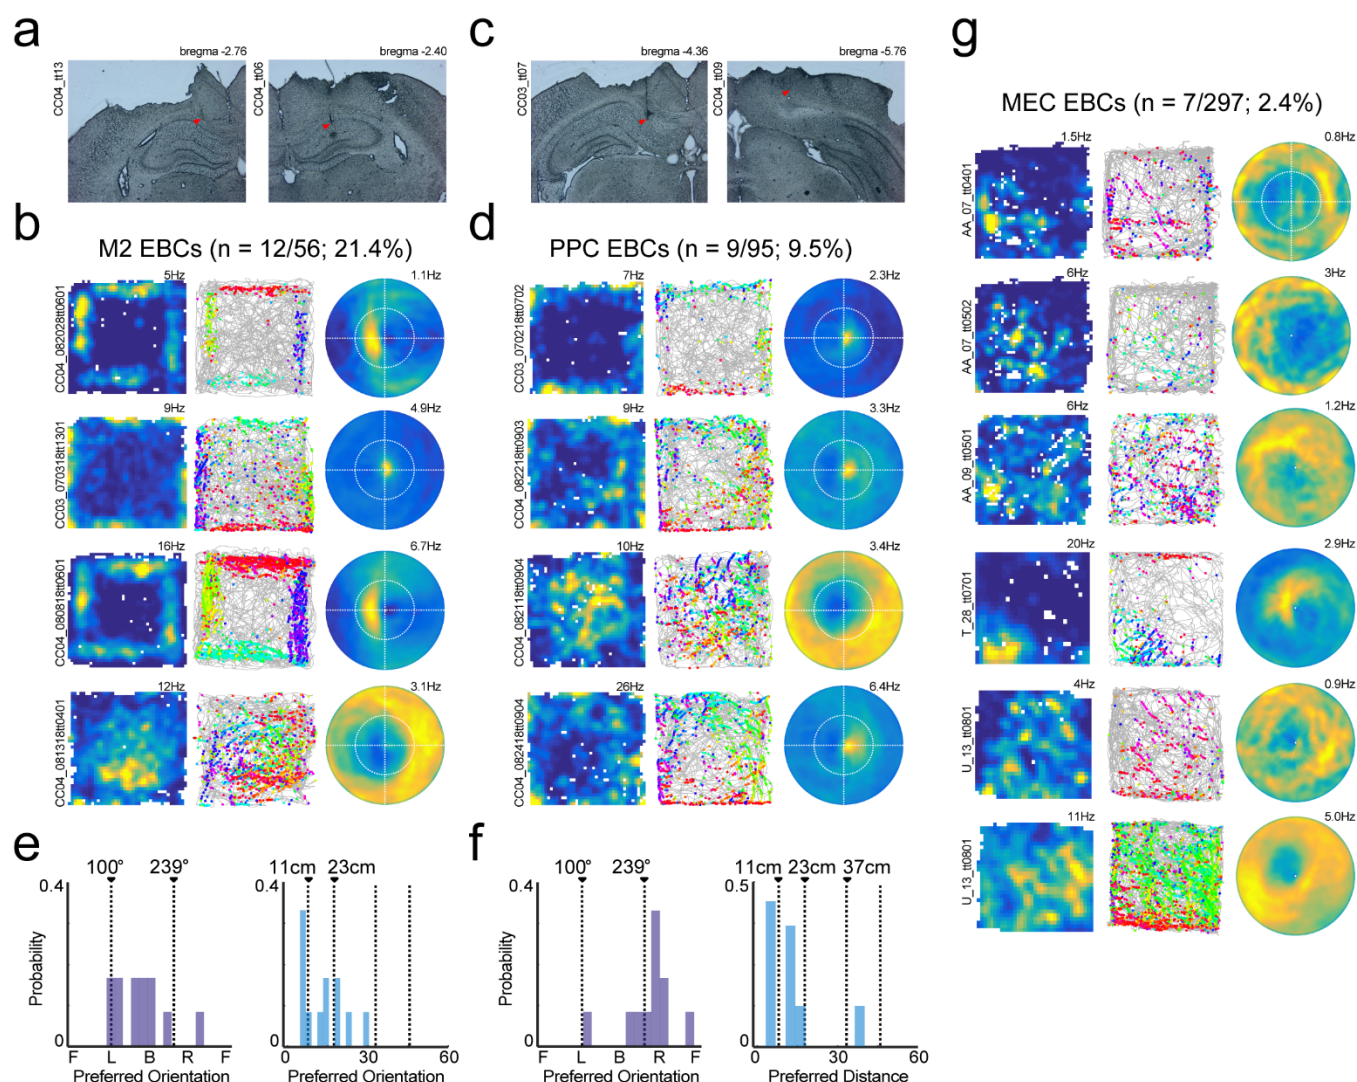 a
bregma -2.76
bregma -2.40
CC04_tt13
CC04_tt06
c
bregma -4.36
bregma -5.76
CC03_tt07
CC04_tt09
b
M2 EBCs (n = 12/56; 21.4%)
CC04_082028tt0601
5Hz
1.1Hz
CC03_070318tt1301
9Hz
4.9Hz
CC04_080818tt0601
16Hz
6.7Hz
CC04_081318tt0401
12Hz
3.1Hz
d
PPC EBCs (n = 9/95; 9.5%)
CC03_070218tt0702
7Hz
2.3Hz
CC04_082218tt0903
9Hz
3.3Hz
CC04_082118tt0904
10Hz
3.4Hz
CC04_082418tt0904
26Hz
6.4Hz
e
100° 239°
0.4
Probability
0
F L B R F
Preferred Orientation
11cm 23cm
0.4
0
0 30 60
Preferred Orientation
f
100° 239°
0.4
Probability
0
F L B R F
Preferred Orientation
11cm 23cm 37cm
0.5
0
0 30 60
Preferred Distance
g
MEC EBCs (n = 7/297; 2.4%)
AA_07_tt0401
1.5Hz
0.8Hz
AA_07_tt0502
6Hz
3Hz
AA_09_tt0501
6Hz
1.2Hz
T_28_tt0701
20Hz
2.9Hz
U_13_tt0801
4Hz
0.9Hz
U_13_tt0801
11Hz
5.0Hz